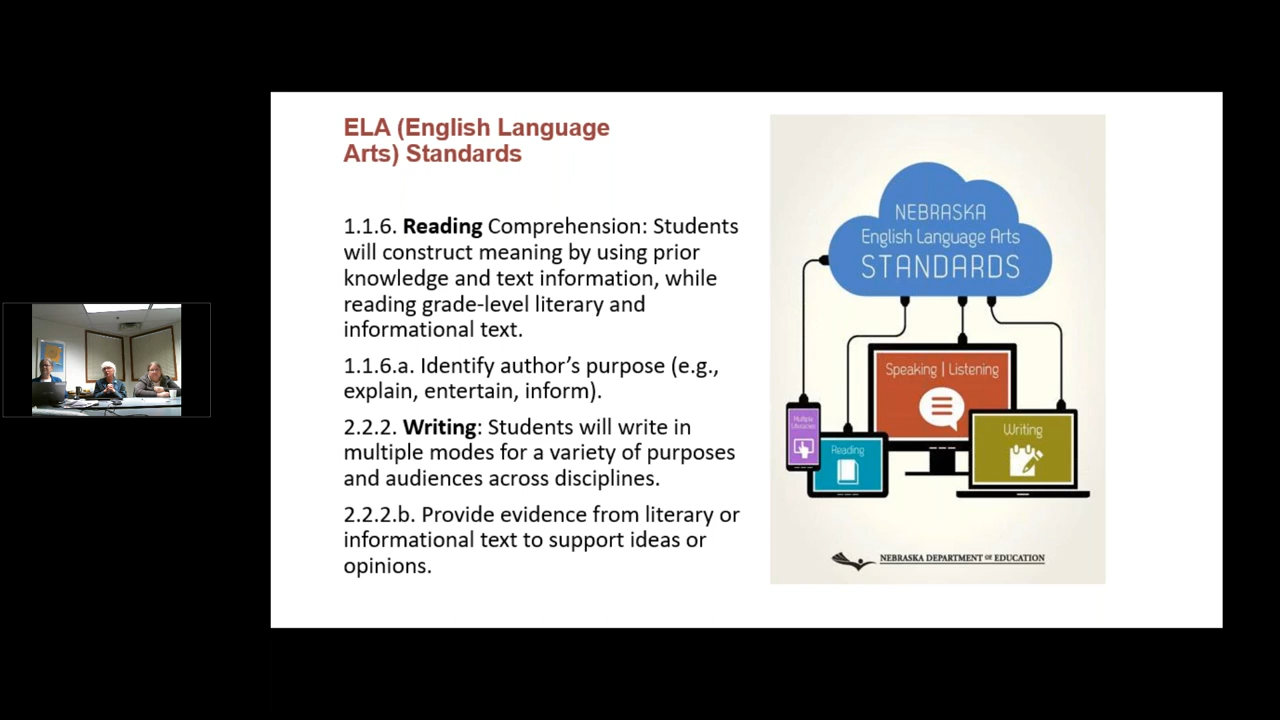 ELA (English Language
Arts) Standards
1.1.6. Reading Comprehension: Students
will construct meaning by using prior
knowledge and text information, while
reading grade-level literary and
informational text.
1.1.6.a. Identify author’s purpose (e.g.,
explain, entertain, inform).
2.2.2. Writing: Students will write in
multiple modes for a variety of purposes
and audiences across disciplines.
2.2.2.b. Provide evidence from literary or
informational text to support ideas or
opinions.
NEBRASKA
English Language Arts
STANDARDS
Speaking | Listening
Multiple
Literacies
Reading
Writing
NEBRASKA DEPARTMENT OF EDUCATION